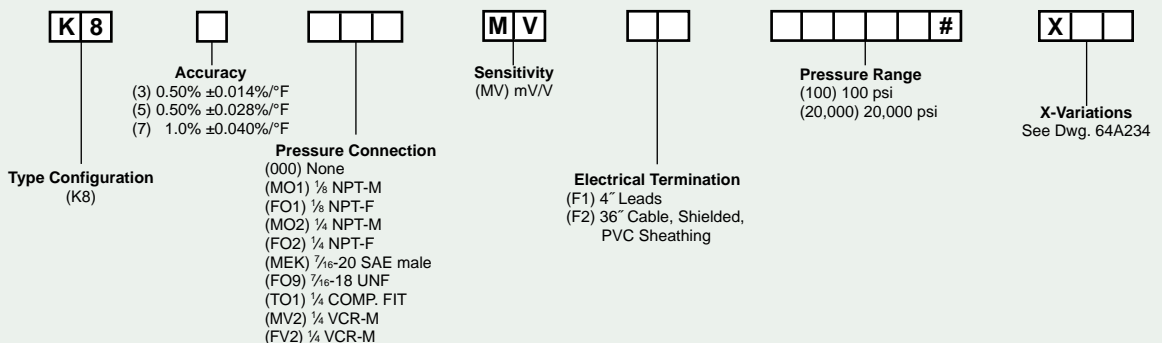 K 8
M V
#
X
Accuracy
(3) 0.50% ±0.014%/°F
(5) 0.50% ±0.028%/°F
(7) 1.0% ±0.040%/°F
Sensitivity
(MV) mV/V
Pressure Range
(100) 100 psi
(20,000) 20,000 psi
X-Variations
See Dwg. 64A234
Type Configuration
(K8)
Pressure Connection
(000) None
(MO1) ⅛ NPT-M
(FO1) ⅛ NPT-F
(MO2) ¼ NPT-M
(FO2) ¼ NPT-F
(MEK) 7⁄16-20 SAE male
(FO9) 7⁄16-18 UNF
(TO1) ¼ COMP. FIT
(MV2) ¼ VCR-M
(FV2) ¼ VCR-M
Electrical Termination
(F1) 4˝ Leads
(F2) 36˝ Cable, Shielded,
PVC Sheathing